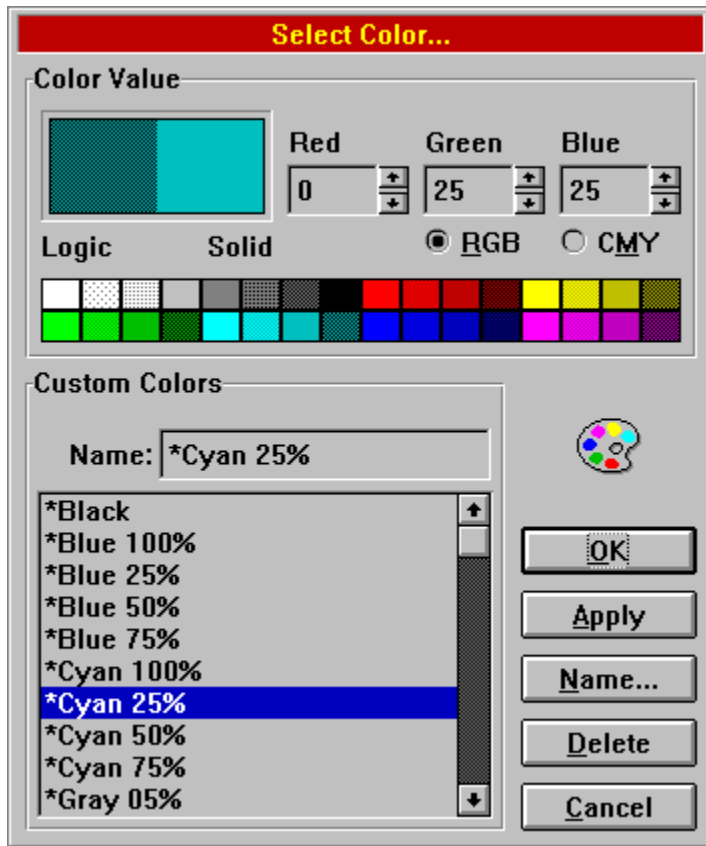 Select Color...
Color Value
Red Green Blue
0 25 25
Logic Solid RGB CMY
Custom Colors
Name: *Cyan 25%
*Black
*Blue 100%
*Blue 25%
*Blue 50%
*Blue 75%
*Cyan 100%
*Cyan 25%
*Cyan 50%
*Cyan 75%
*Gray 05%
OK
Apply
Name...
Delete
Cancel